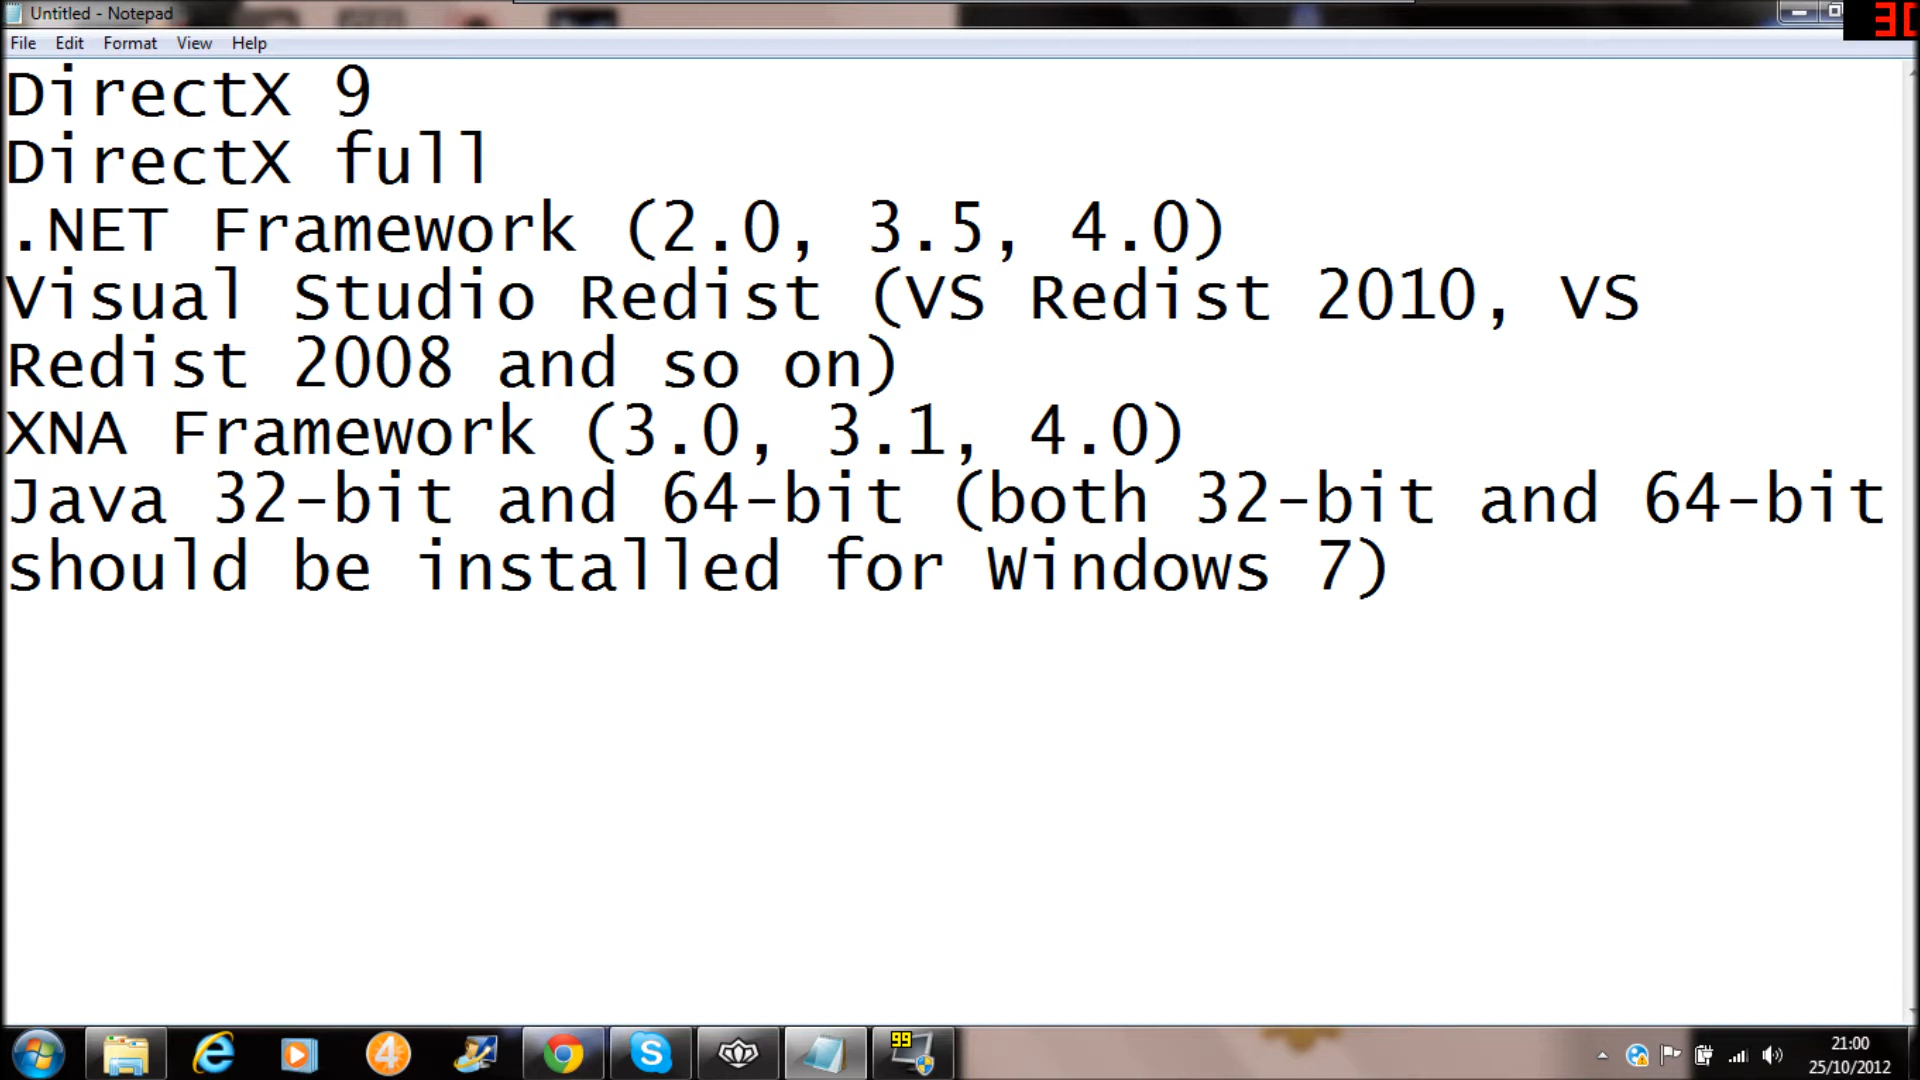 Untitled - Notepad
File Edit Format View Help
DirectX 9
DirectX full
.NET Framework (2.0, 3.5, 4.0)
Visual Studio Redist (VS Redist 2010, VS
Redist 2008 and so on)
XNA Framework (3.0, 3.1, 4.0)
Java 32-bit and 64-bit (both 32-bit and 64-bit
should be installed for Windows 7)
99
21:00
25/10/2012